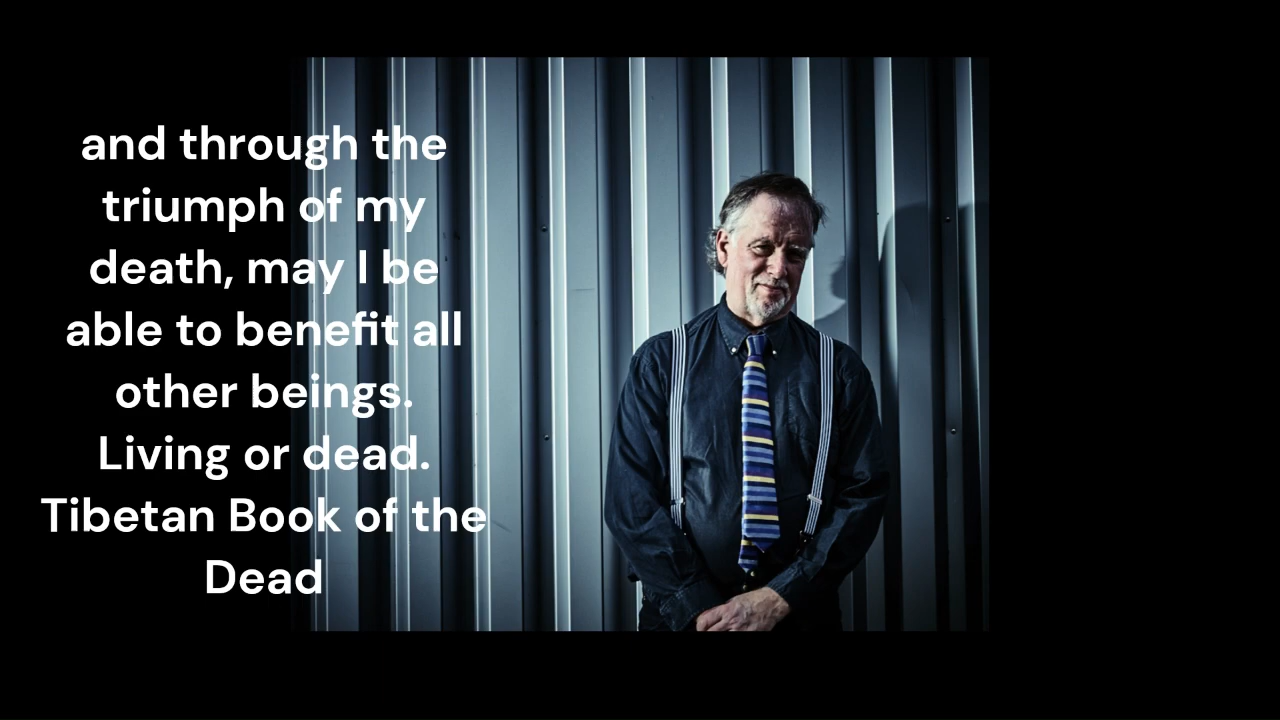 and through the
triumph of my
death, may I be
able to benefit all
other beings.
Living or dead.
Tibetan Book of the
Dead